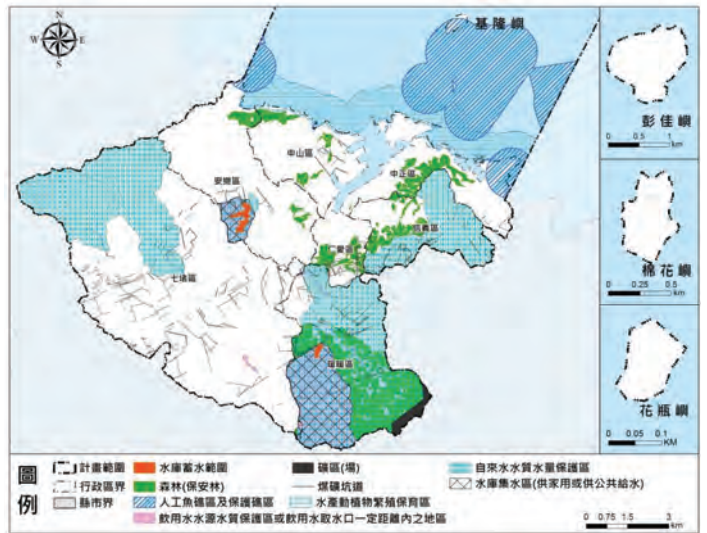 N
W E
S
基隆嶼
彭佳嶼
0 0.5 1
km
中山區
中正區
安樂區
信義區
仁愛區
七堵區
暖暖區
棉花嶼
0 0.25 0.5
km
花瓶嶼
0 0.05 0.1
KM
圖例
計畫範圍 水庫蓄水範圍 礦區(場) 自來水水質水量保護區
行政區界 森林(保安林) 煤礦坑道 水庫集水區(供家用或供公共給水)
縣市界 人工魚礁區及保護礁區 水產動植物繁殖保育區
飲用水水源水質保護區或飲用水取水口一定距離內之地區
0 0.75 1.5 3
km